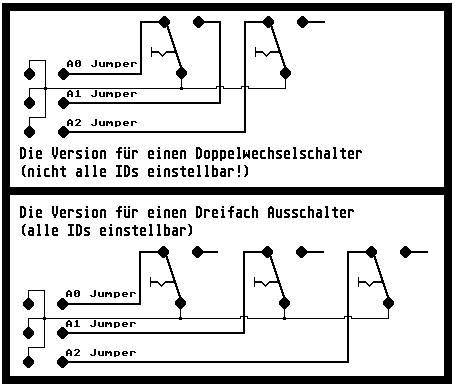 A0 Jumper
A1 Jumper
A2 Jumper
Die Version für einen Doppelwechselschalter
(nicht alle IDs einstellbar!)
Die Version für einen Dreifach Ausschalter
(alle IDs einstellbar)
A0 Jumper
A1 Jumper
A2 Jumper